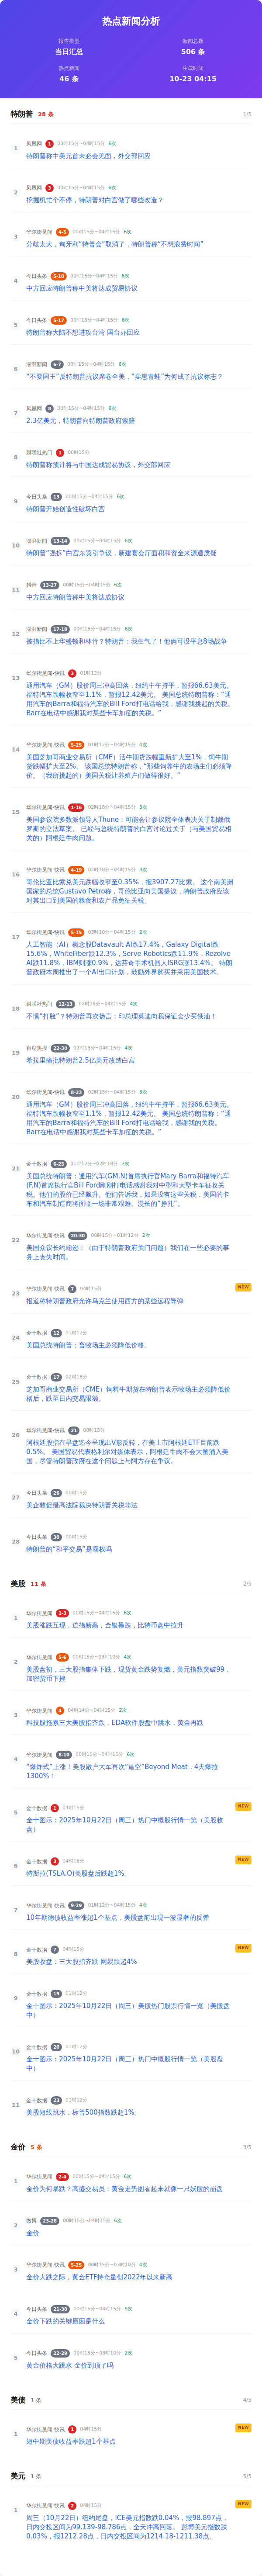 热点新闻分析
报告类型
当日汇总
新闻总数
506 条
热点新闻
46 条
生成时间
10-23 04:15
特朗普 28 条 1/5
1 凤凰网 1 00时15分~04时15分 6次
特朗普称中美元首未必会见面，外交部回应
2 凤凰网 3 00时15分~04时15分 6次
挖掘机忙个不停，特朗普对白宫做了哪些改造？
3 华尔街见闻 4-5 00时15分~04时15分 6次
分歧太大，匈牙利“特普会”取消了，特朗普称“不想浪费时间”
4 今日头条 5-10 00时15分~04时15分 6次
中方回应特朗普称中美将达成贸易协议
5 今日头条 5-17 00时15分~04时15分 6次
特朗普称大陆不想进攻台湾 国台办回应
6 澎湃新闻 6-7 00时15分~04时15分 6次
“不要国王”反特朗普抗议席卷全美，“卖崽青蛙”为何成了抗议标志？
7 凤凰网 8 00时15分~04时15分 6次
2.3亿美元，特朗普向特朗普政府索赔
8 财联社热门 1 00时15分
特朗普称预计将与中国达成贸易协议，外交部回应
9 今日头条 13 00时15分~04时15分 6次
特朗普开始创造性破坏白宫
10 澎湃新闻 13-14 00时15分~04时15分 6次
特朗普“强拆”白宫东翼引争议，新建宴会厅面积和资金来源遭质疑
11 抖音 13-27 00时15分~04时15分 6次
中方回应特朗普称中美将达成协议
12 澎湃新闻 17-18 00时15分~04时15分 6次
被指比不上华盛顿和林肯？特朗普：我生气了！他俩可没平息8场战争
13 华尔街见闻-快讯 3 01时12分
通用汽车（GM）股价周三冲高回落，纽约中午持平，暂报66.63美元。
福特汽车跌幅收窄至1.1%，暂报12.42美元。 美国总统特朗普称：“通
用汽车的Barra和福特汽车的Bill Ford打电话给我，感谢我挑起的关税。
Barr在电话中感谢我对某些卡车加征的关税。”
14 华尔街见闻-快讯 5-25 01时12分~04时15分 4次
美国芝加哥商业交易所（CME）活牛期货跌幅重新扩大至1%，饲牛期
货跌幅扩大至2%。 该国总统特朗普称，“那些饲养牛的农场主们必须降
价。（我所挑起的）美国关税让养殖户们做得很好。”
15 华尔街见闻-快讯 1-16 02时18分~04时15分 3次
美国参议院多数派领导人Thune：可能会让参议院全体表决关于制裁俄
罗斯的立法草案。 已经与总统特朗普的白宫讨论过关于（与美国贸易相
关的）阿根廷牛肉问题。
16 华尔街见闻-快讯 4-19 02时18分~04时15分 3次
哥伦比亚比索兑美元跌幅收窄至0.35%，报3907.27比索。 这个南美洲
国家的总统Gustavo Petro称，哥伦比亚向美国提议，特朗普政府应该
对其出口到美国的粮食和农产品免征关税。
17 华尔街见闻-快讯 5-15 03时10分~04时15分 2次
人工智能（AI）概念股Datavault AI跌17.4%，Galaxy Digital跌
15.6%，WhiteFiber跌12.3%，Serve Robotics跌11.9%，Rezolve
AI跌11.8%，IBM则涨0.9%，达芬奇手术机器人ISRG涨13.4%。 特朗
普政府本周推出了一个AI出口计划，鼓励外界购买并采用美国技术。
18 财联社热门 12-13 02时18分~04时15分 4次
不惧“打脸”？特朗普再次扬言：印总理莫迪向我保证会少买俄油！
19 百度热搜 22-30 02时18分~04时15分 4次
希拉里痛批特朗普2.5亿美元改造白宫
20 华尔街见闻-快讯 8-23 02时18分~04时15分 3次
通用汽车（GM）股价周三冲高回落，纽约中午持平，暂报66.63美元。
福特汽车跌幅收窄至1.1%，暂报12.42美元。 美国总统特朗普称：“通
用汽车的Barra和福特汽车的Bill Ford打电话给我，感谢我的关税。
Barr在电话中感谢我对某些卡车加征的关税。”
21 金十数据 6-25 01时12分~02时18分 2次
美国总统特朗普：通用汽车(GM.N)首席执行官Mary Barra和福特汽车
(F.N)首席执行官Bill Ford刚刚打电话感谢我对中型和大型卡车征收关
税。他们的股价已经飙升。他们告诉我，如果没有这些关税，美国的卡
车和汽车制造商将面临一场非常艰难、漫长的“挣扎”。
22 华尔街见闻-快讯 20-30 00时15分~01时12分 2次
美国众议长约翰逊：（由于特朗普政府关门问题）我们在一些必要的事
务上丧失时间。
23 华尔街见闻-快讯 7 04时15分 NEW
报道称特朗普政府允许乌克兰使用西方的某些远程导弹
24 金十数据 12 01时12分
美国总统特朗普：畜牧场主必须降低价格。
25 金十数据 17 02时18分
芝加哥商业交易所（CME）饲料牛期货在特朗普表示牧场主必须降低价
格后，跌至日内交易限额。
26 华尔街见闻-快讯 21 00时15分
阿根廷股指在早盘迄今呈现出V形反转，在美上市阿根廷ETF目前跌
0.5%。 美国贸易代表格利尔对媒体表示，阿根廷牛肉不会大量涌入美
国，尽管特朗普政府在这个问题上与阿方存在争议。
27 今日头条 26 00时15分
美企敦促最高法院裁决特朗普关税非法
28 今日头条 30 00时15分
特朗普的“和平交易”是霸权吗
美股 11 条 2/5
1 华尔街见闻 1-3 00时15分~04时15分 6次
美股涨跌互现，道指新高，金银暴跌，比特币盘中拉升
2 华尔街见闻-快讯 5-6 00时15分~03时10分 4次
美股盘初，三大股指集体下跌，现货黄金跌势复燃，美元指数突破99，
加密货币下挫
3 华尔街见闻 4 04时14分~04时15分 2次
科技股拖累三大美股指齐跌，EDA软件股盘中跳水，黄金再跌
4 华尔街见闻 8-10 00时15分~04时15分 6次
“爆炸式”上涨！美股散户大军再次“逼空”Beyond Meat，4天爆拉
1300%！
5 金十数据 1 04时15分 NEW
金十图示：2025年10月22日（周三）热门中概股行情一览（美股收
盘）
6 金十数据 3 04时15分 NEW
特斯拉(TSLA.O)美股盘后跌超1%。
7 华尔街见闻-快讯 9-29 01时12分~04时15分 4次
10年期德债收益率涨超1个基点，美股盘前出现一波显著的反弹
8 金十数据 7 04时15分 NEW
美股收盘：三大股指齐跌 网易跌超4%
9 金十数据 19 01时12分
金十图示：2025年10月22日（周三）美股热门股票行情一览（美股盘
中）
10 金十数据 20 01时12分
金十图示：2025年10月22日（周三）热门中概股行情一览（美股盘
中）
11 金十数据 23 01时12分
美股短线跳水，标普500指数跌超1%。
金价 5 条 3/5
1 华尔街见闻 2-4 00时15分~04时15分 6次
金价为何暴跌？高盛交易员：黄金走势图看起来就像一只妖股的崩盘
2 微博 23-28 00时15分~04时15分 6次
金价
3 华尔街见闻-快讯 5-25 00时15分~03时10分 4次
金价大跌之际，黄金ETF持仓量创2022年以来新高
4 今日头条 21-30 00时15分~04时15分 5次
金价下跌的关键原因是什么
5 今日头条 22-29 00时15分~03时10分 2次
黄金价格大跳水 金价到顶了吗
美债 1 条 4/5
1 华尔街见闻-快讯 1 04时15分 NEW
短中期美债收益率跌超1个基点
美元 1 条 5/5
1 华尔街见闻-快讯 2 04时15分 NEW
周三（10月22日）纽约尾盘，ICE美元指数跌0.04%，报98.897点，
日内交投区间为99.139-98.786点，全天冲高回落。 彭博美元指数跌
0.03%，报1212.28点，日内交投区间为1214.18-1211.38点。